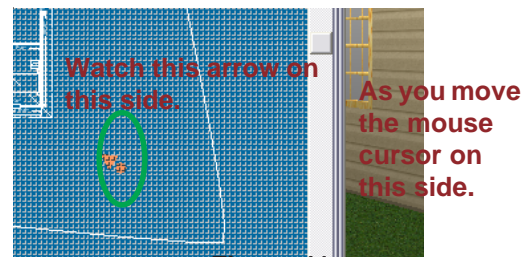 Watch this arrow on
this side.
As you move
the mouse
cursor on
this side.